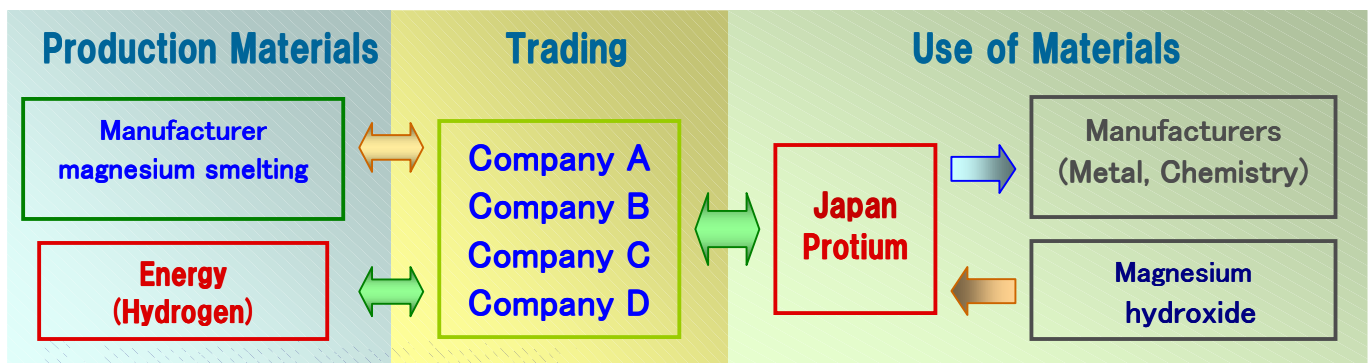 Production Materials
Trading
Use of Materials
Manufacturer
magnesium smelting
Energy
(Hydrogen)
Company A
Company B
Company C
Company D
Japan
Protium
Manufacturers
(Metal, Chemistry)
Magnesium
hydroxide